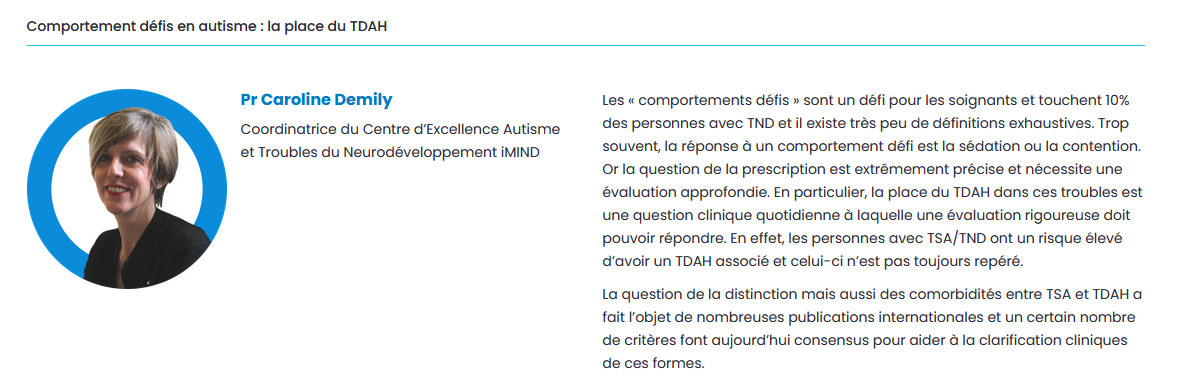 Comportement défis en autisme : la place du TDAH
Pr Caroline Demily
Coordinatrice du Centre d’Excellence Autisme
et Troubles du Neurodéveloppement iMIND
Les « comportements défis » sont un défi pour les soignants et touchent 10%
des personnes avec TND et il existe très peu de définitions exhaustives. Trop
souvent, la réponse à un comportement défi est la sédation ou la contention.
Or la question de la prescription est extrêmement précise et nécessite une
évaluation approfondie. En particulier, la place du TDAH dans ces troubles est
une question clinique quotidienne à laquelle une évaluation rigoureuse doit
pouvoir répondre. En effet, les personnes avec TSA/TND ont un risque élevé
d’avoir un TDAH associé et celui-ci n’est pas toujours repéré.
La question de la distinction mais aussi des comorbidités entre TSA et TDAH a
fait l’objet de nombreuses publications internationales et un certain nombre
de critères font aujourd’hui consensus pour aider à la clarification cliniques
de ces formes.